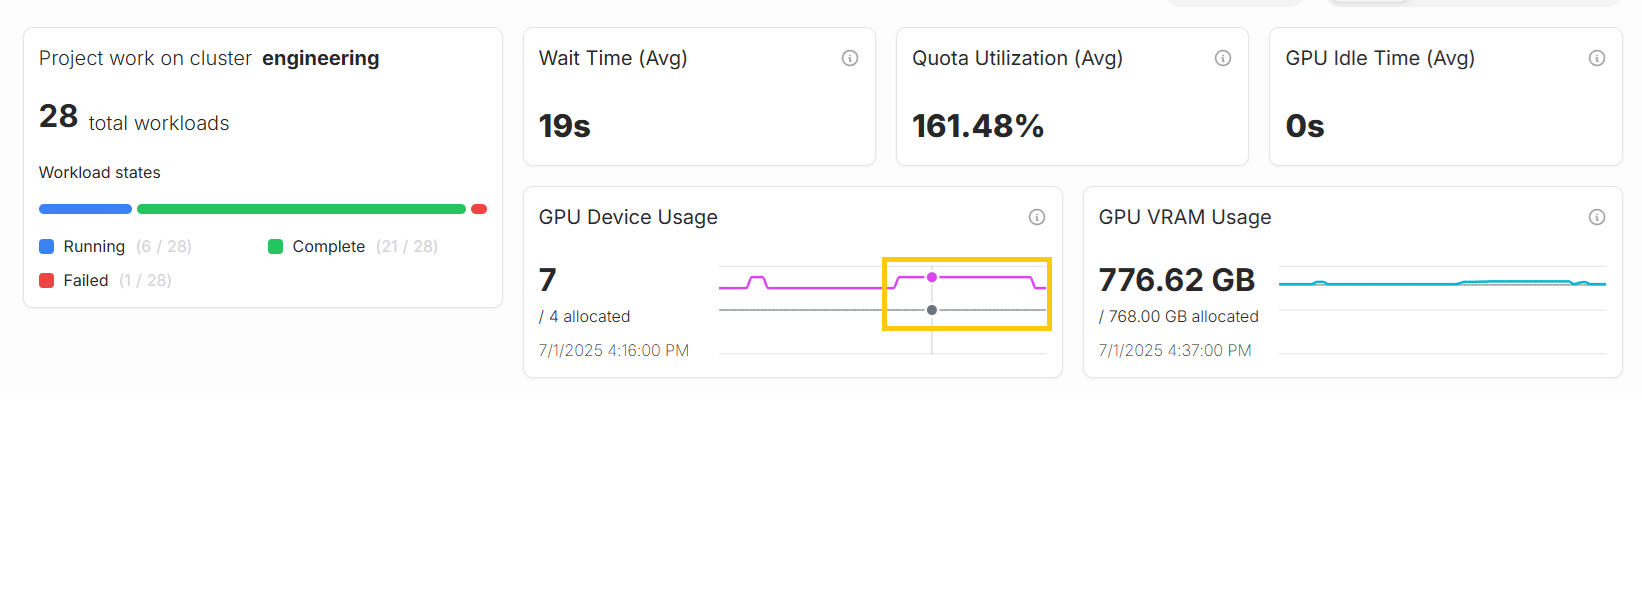 Project work on cluster engineering
28 total workloads
Workload states
Running (6 / 28)
Complete (21 / 28)
Failed (1 / 28)
Wait Time (Avg)
19s
Quota Utilization (Avg)
161.48%
GPU Idle Time (Avg)
0s
GPU Device Usage
7
/ 4 allocated
7/1/2025 4:16:00 PM
GPU VRAM Usage
776.62 GB
/ 768.00 GB allocated
7/1/2025 4:37:00 PM